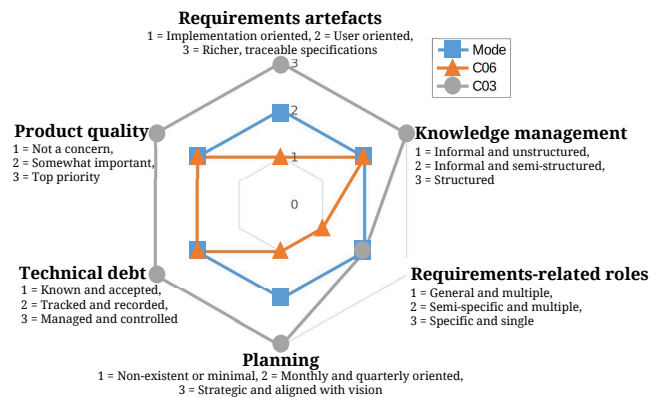 Requirements artefacts
1 = Implementation oriented, 2 = User oriented,
3 = Richer, traceable specifications
Mode
C06
C03
3
2
1
0
Product quality
1 = Not a concern,
2 = Somewhat important,
3 = Top priority
Knowledge management
1 = Informal and unstructured,
2 = Informal and semi-structured,
3 = Structured
Technical debt
1 = Known and accepted,
2 = Tracked and recorded,
3 = Managed and controlled
Requirements-related roles
1 = General and multiple,
2 = Semi-specific and multiple,
3 = Specific and single
Planning
1 = Non-existent or minimal, 2 = Monthly and quarterly oriented,
3 = Strategic and aligned with vision